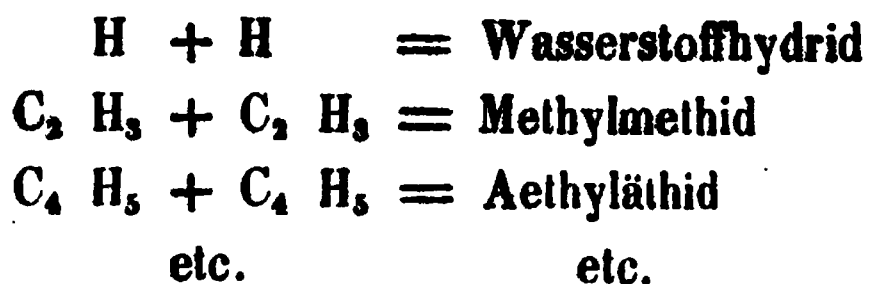 H + H = Wasserstoffhydrid
C₂ H₃ + C₂ H₃ = Methylmethid
C₄ H₅ + C₄ H₅ = Aethyläthid
etc. etc.